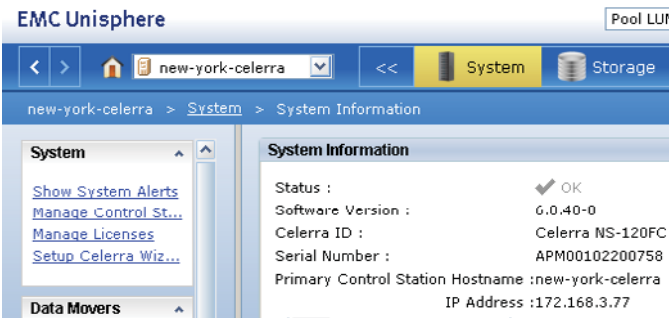 EMC Unisphere
Pool LUN
new-york-celerra << System Storage
new-york-celerra > System > System Information
System
Show System Alerts
Manage Control St...
Manage Licenses
Setup Celerra Wiz...
Data Movers
System Information
Status : OK
Software Version : 6.0.40-0
Celerra ID : Celerra NS-120FC
Serial Number : APM00102200758
Primary Control Station Hostname :new-york-celerra
IP Address :172.168.3.77